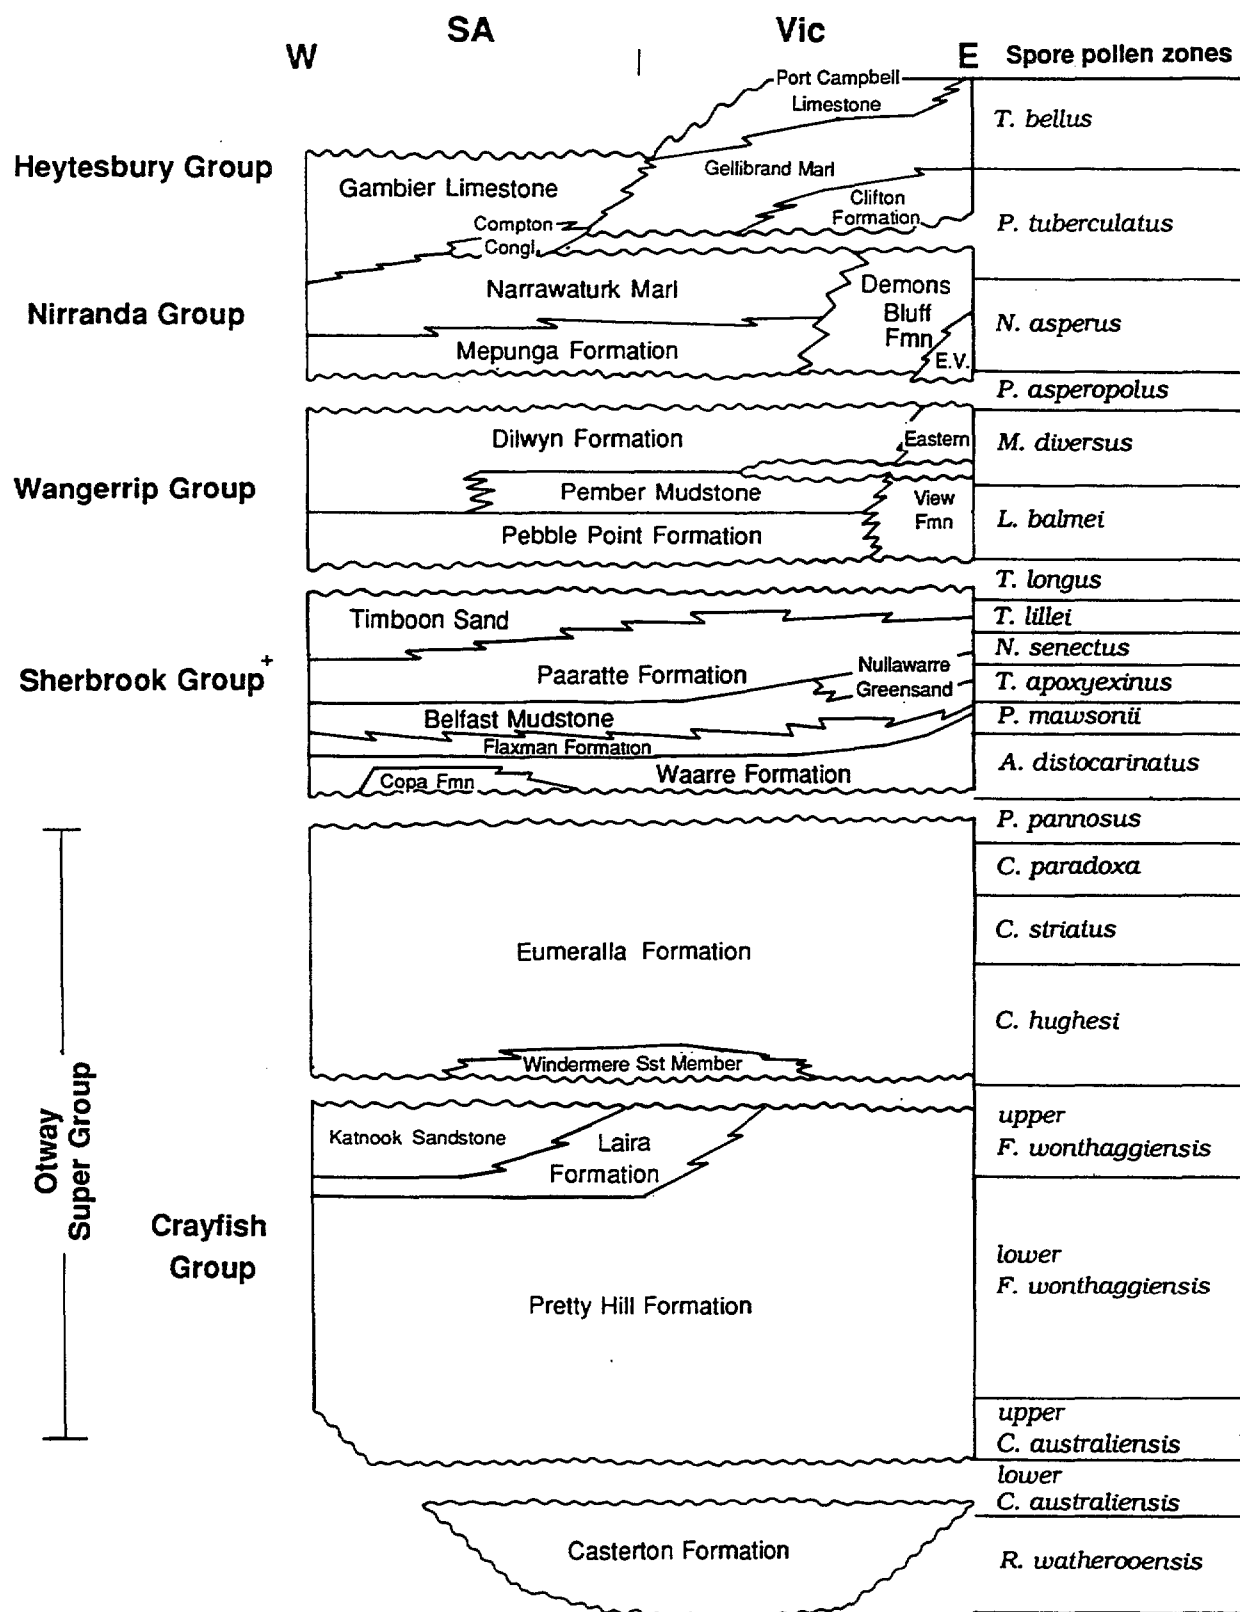 SA
Vic
W
E
Spore pollen zones
Port Campbell
Limestone
T. bellus
Heytesbury Group
Gambier Limestone
Gellibrand Marl
Clifton
Formation
Compton
Congl.
P. tuberculatus
Nirranda Group
Narrawaturk Marl
Demons
Bluff
Fmn
Mepunga Formation
E.V.
N. asperus
P. asperopolus
Wangerrip Group
Dilwyn Formation
Eastern
M. diversus
Pember Mudstone
View
Fmn
Pebble Point Formation
L. balmei
T. longus
Sherbrook Group+
Timboon Sand
T. lillei
Paaratte Formation
Nullawarre
Greensand
N. senectus
T. apoxyexinus
Belfast Mudstone
P. mawsonii
Flaxman Formation
Copa Fmn
Waarre Formation
A. distocarinatus
P. pannosus
C. paradoxa
Eumeralla Formation
C. striatus
C. hughesi
Windermere Sst Member
Otway
Super Group
Katnook Sandstone
Laira
Formation
upper
F. wonthaggiensis
Crayfish
Group
Pretty Hill Formation
lower
F. wonthaggiensis
upper
C. australiensis
lower
C. australiensis
Casterton Formation
R. watherooensis